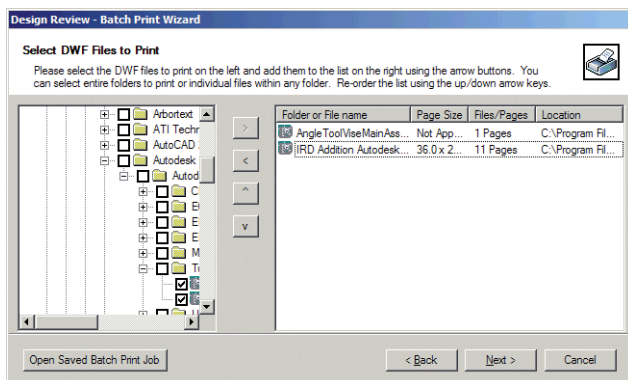 Design Review - Batch Print Wizard
Select DWF Files to Print
Please select the DWF files to print on the left and add them to the list on the right using the arrow buttons. You
can select entire folders to print or individual files within any folder. Re-order the list using the up/down arrow keys.
Arbortext
ATI Techr
AutoCAD
Autodesk
Autod
C
E
E
M
T
>
<
^
v
Folder or File name Page Size Files/Pages Location
AngleToolViseMainAss... Not App... 1 Pages C:\Program Fil...
IRD Addition Autodesk... 36.0 x 2... 11 Pages C:\Program Fil...
Open Saved Batch Print Job
< Back Next > Cancel